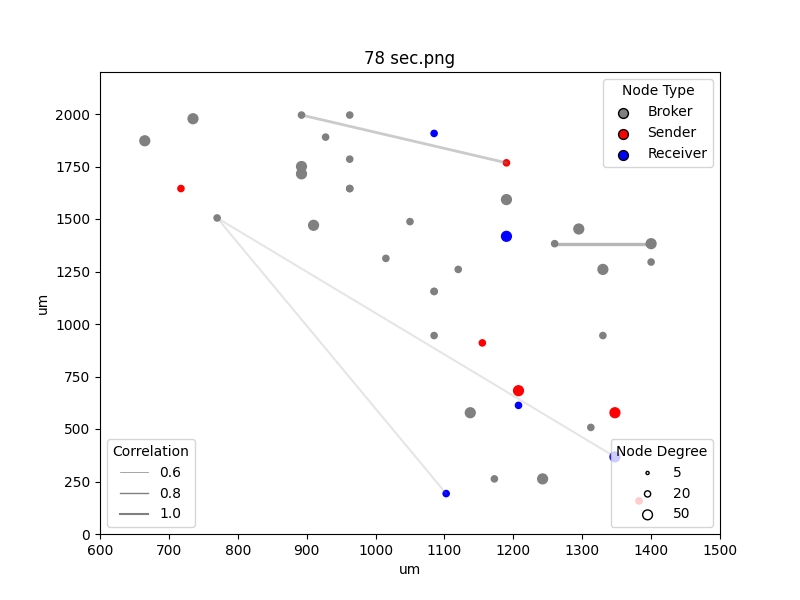 78 sec.png
Node Type
Broker
Sender
Receiver
um
2000
1750
1500
1250
1000
750
500
250
0
Correlation
0.6
0.8
1.0
Node Degree
5
20
50
600 700 800 900 1000 1100 1200 1300 1400 1500
um